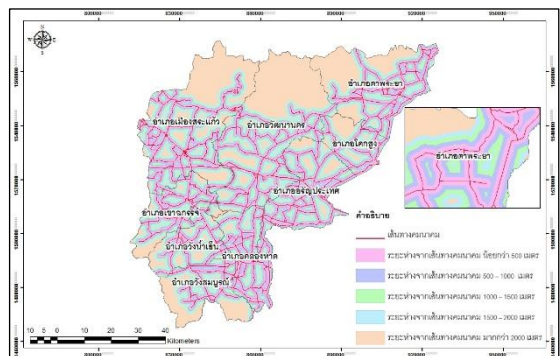 อำเภอตาพระยา
อำเภอเมืองสระแก้ว
อำเภอวัฒนานคร
อำเภอโคกสูง
อำเภออรัญประเทศ
อำเภอเขาฉกรรจ์
อำเภอวังน้ำเย็น
อำเภอคลองหาด
อำเภอวังสมบูรณ์
อำเภอตาพระยา
คำอธิบาย
เส้นทางคมนาคม
ระยะห่างจากเส้นทางคมนาคม น้อยกว่า 500 เมตร
ระยะห่างจากเส้นทางคมนาคม 500 - 1000 เมตร
ระยะห่างจากเส้นทางคมนาคม 1000 - 1500 เมตร
ระยะห่างจากเส้นทางคมนาคม 1500 - 2000 เมตร
ระยะห่างจากเส้นทางคมนาคม มากกว่า 2000 เมตร
10 5 0 10 20 30 40
Kilometers
N
W E
S